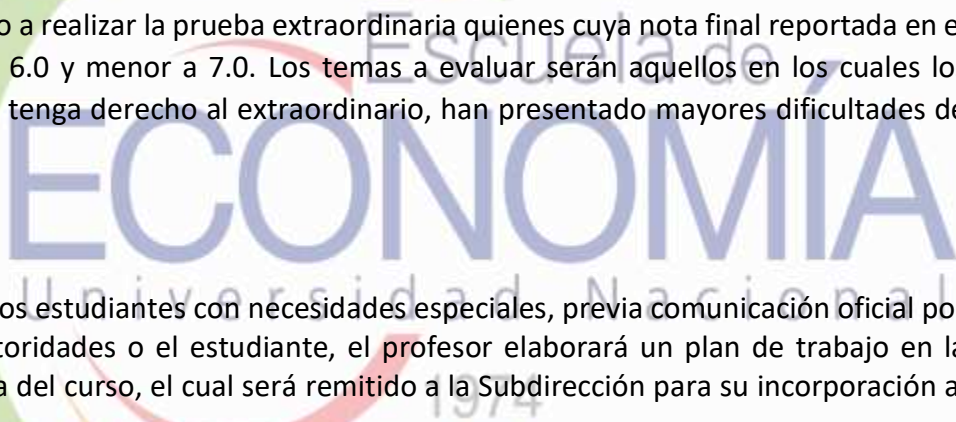 o a realizar la prueba extraordinaria quienes cuya nota final reportada en e
Escuela de
6.0 y menor a 7.0. Los temas a evaluar serán aquellos en los cuales lo
tenga derecho al extraordinario, han presentado mayores dificultades de
ECONOMÍA
Universidad Nacional
os estudiantes con necesidades especiales, previa comunicación oficial po
toridades o el estudiante, el profesor elaborará un plan de trabajo en la
a del curso, el cual será remitido a la Subdirección para su incorporación a
1974